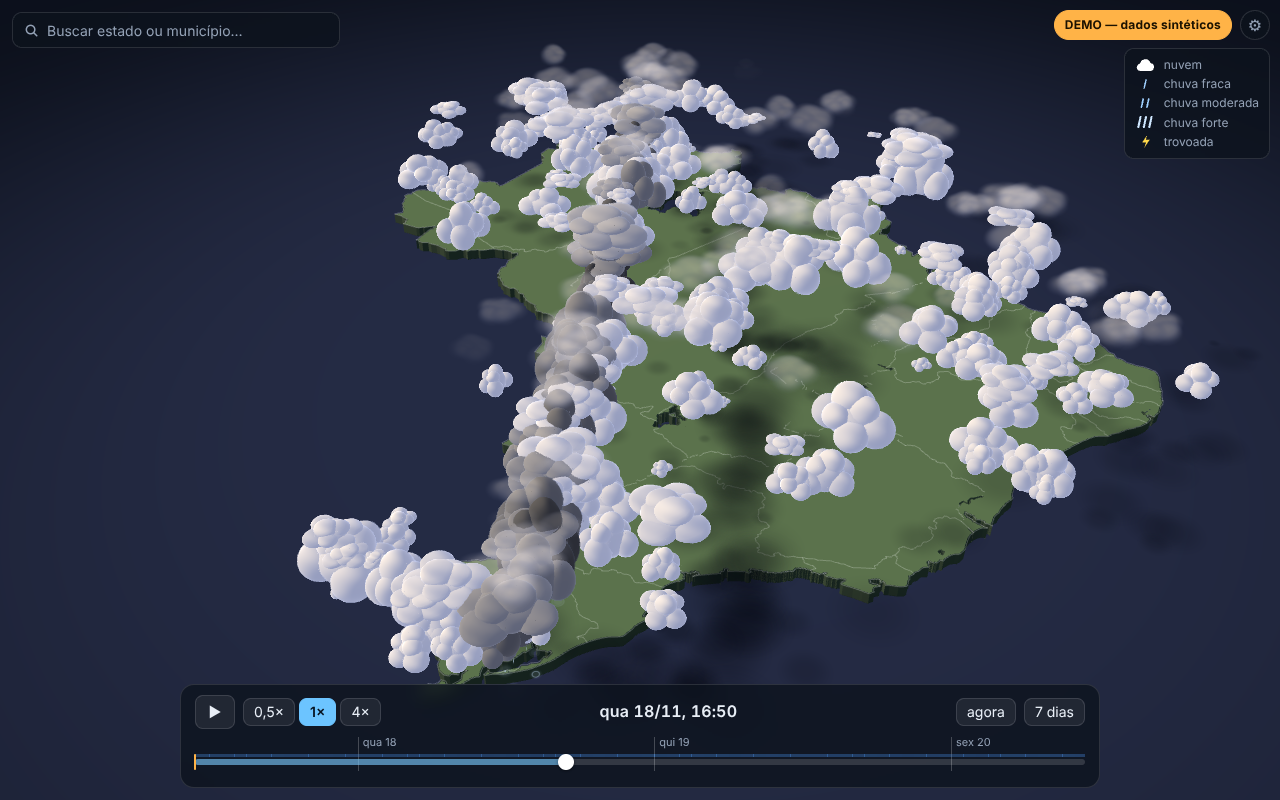 Buscar estado ou município...
DEMO — dados sintéticos
nuvem
chuva fraca
chuva moderada
chuva forte
trovoada
0,5× 1× 4×
qua 18/11, 16:50
agora 7 dias
qua 18 qui 19 sex 20